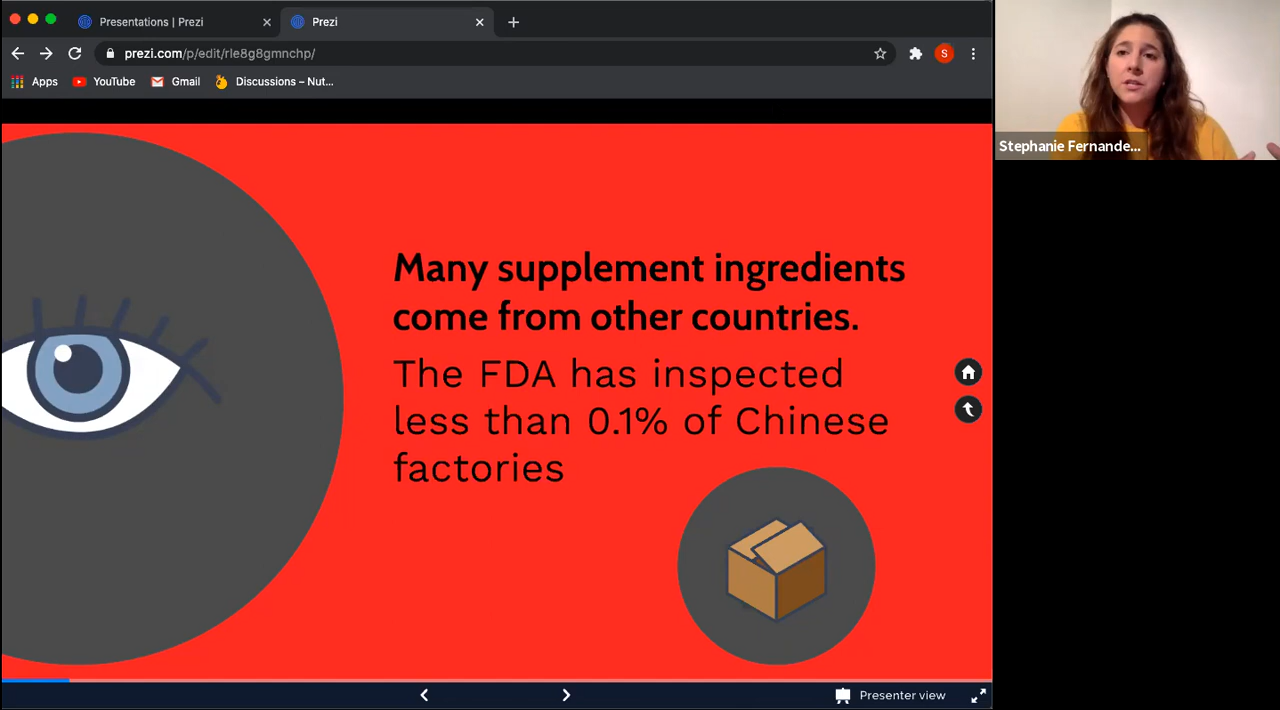 Presentations | Prezi
Prezi
prezi.com/p/edit/rle8g8gmnchp/
S
Apps
YouTube
Gmail
Discussions – Nut...
Stephanie Fernande...
Many supplement ingredients
come from other countries.
The FDA has inspected
less than 0.1% of Chinese
factories
Presenter view